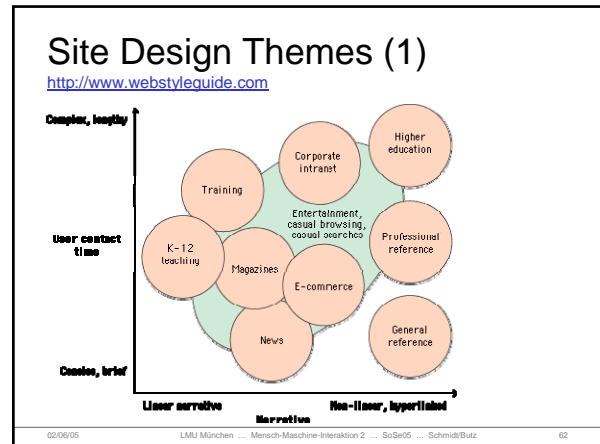 Site Design Themes (1)
http://www.webstyleguide.com
Complex, lengthy
Higher
education
Corporate
intranet
Training
Entertainment,
casual browsing,
casual searches
User contact
time
K-12
teaching
Professional
reference
Magazines
E-commerce
News
General
reference
Concise, brief
Linear narrative
Non-linear, hyperlinked
Narrative
02/06/05
LMU München … Mensch-Maschine-Interaktion 2 … SoSe05 … Schmidt/Butz
62